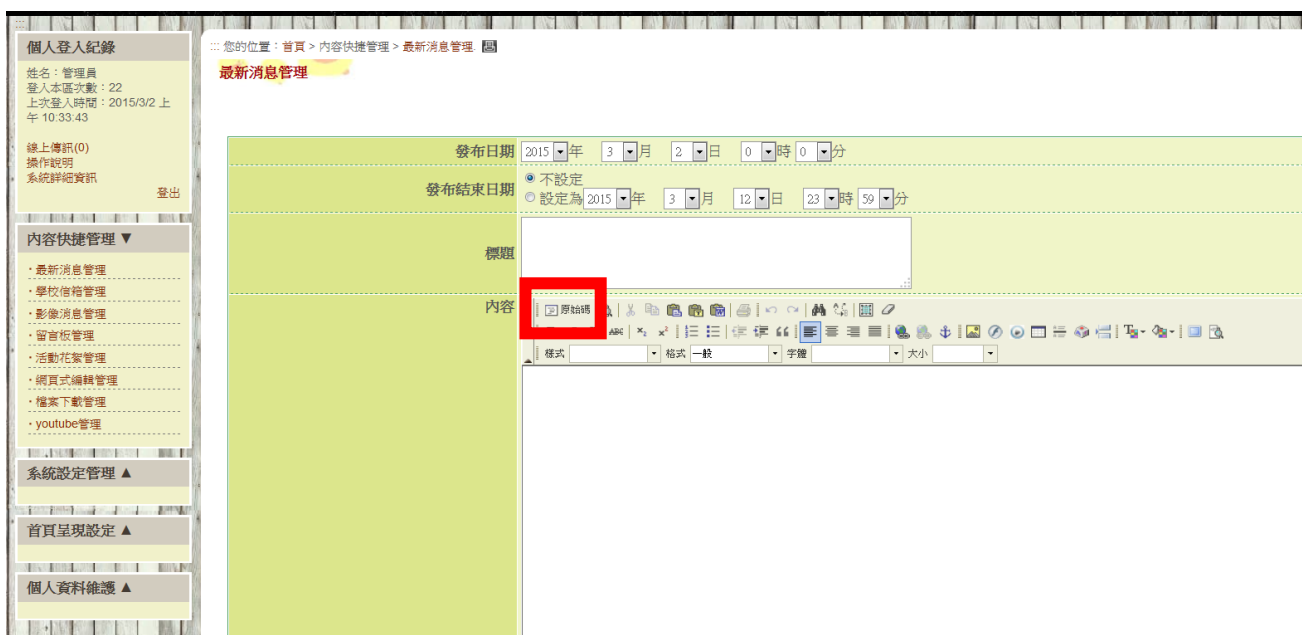 個人登入紀錄
姓名：管理員
登入本區次數：22
上次登入時間：2015/3/2 上
午 10:33:43
線上傳訊(0)
操作說明
系統詳細資訊
登出
內容快捷管理 ▼
・最新消息管理
・學校信箱管理
・影像消息管理
・留言板管理
・活動花絮管理
・網頁式編輯管理
・檔案下載管理
・youtube管理
系統設定管理 ▲
首頁呈現設定 ▲
個人資料維護 ▲
::: 您的位置：首頁 > 內容快捷管理 > 最新消息管理.
最新消息管理
發布日期 2015 年 3 月 2 日 0 時 0 分
發布結束日期 不設定
設定為 2015 年 3 月 12 日 23 時 59 分
標題
內容 原始碼
ABC x₂ x²
樣式 格式 一般 字體 大小